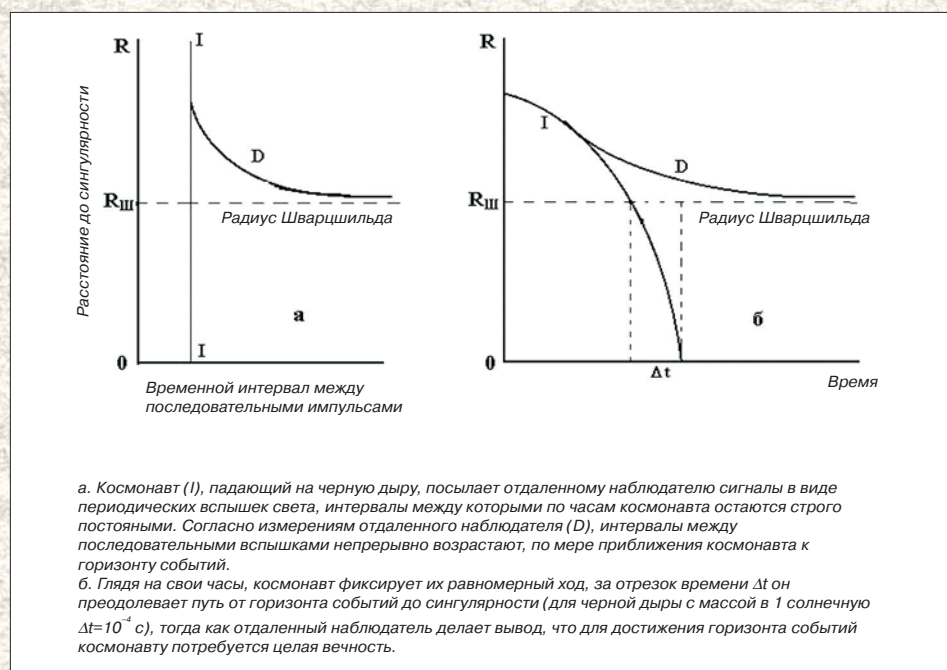 R
I
R
Расстояние до сингулярности
I
D
D
RШ
Радиус Шварцшильда
RШ
Радиус Шварцшильда
а
б
I
0
0
Δt
Временной интервал между
последовательными импульсами
Время
а. Космонавт (I), падающий на черную дыру, посылает отдаленному наблюдателю сигналы в виде
периодических вспышек света, интервалы между которыми по часам космонавта остаются строго
постояными. Согласно измерениям отдаленного наблюдателя (D), интервалы между
последовательными вспышками непрерывно возрастают, по мере приближения космонавта к
горизонту событий.
б. Глядя на свои часы, космонавт фиксирует их равномерный ход, за отрезок времени Δt он
преодолевает путь от горизонта событий до сингулярности (для черной дыры с массой в 1 солнечную
Δt=10⁻⁴ с), тогда как отдаленный наблюдатель делает вывод, что для достижения горизонта событий
космонавту потребуется целая вечность.